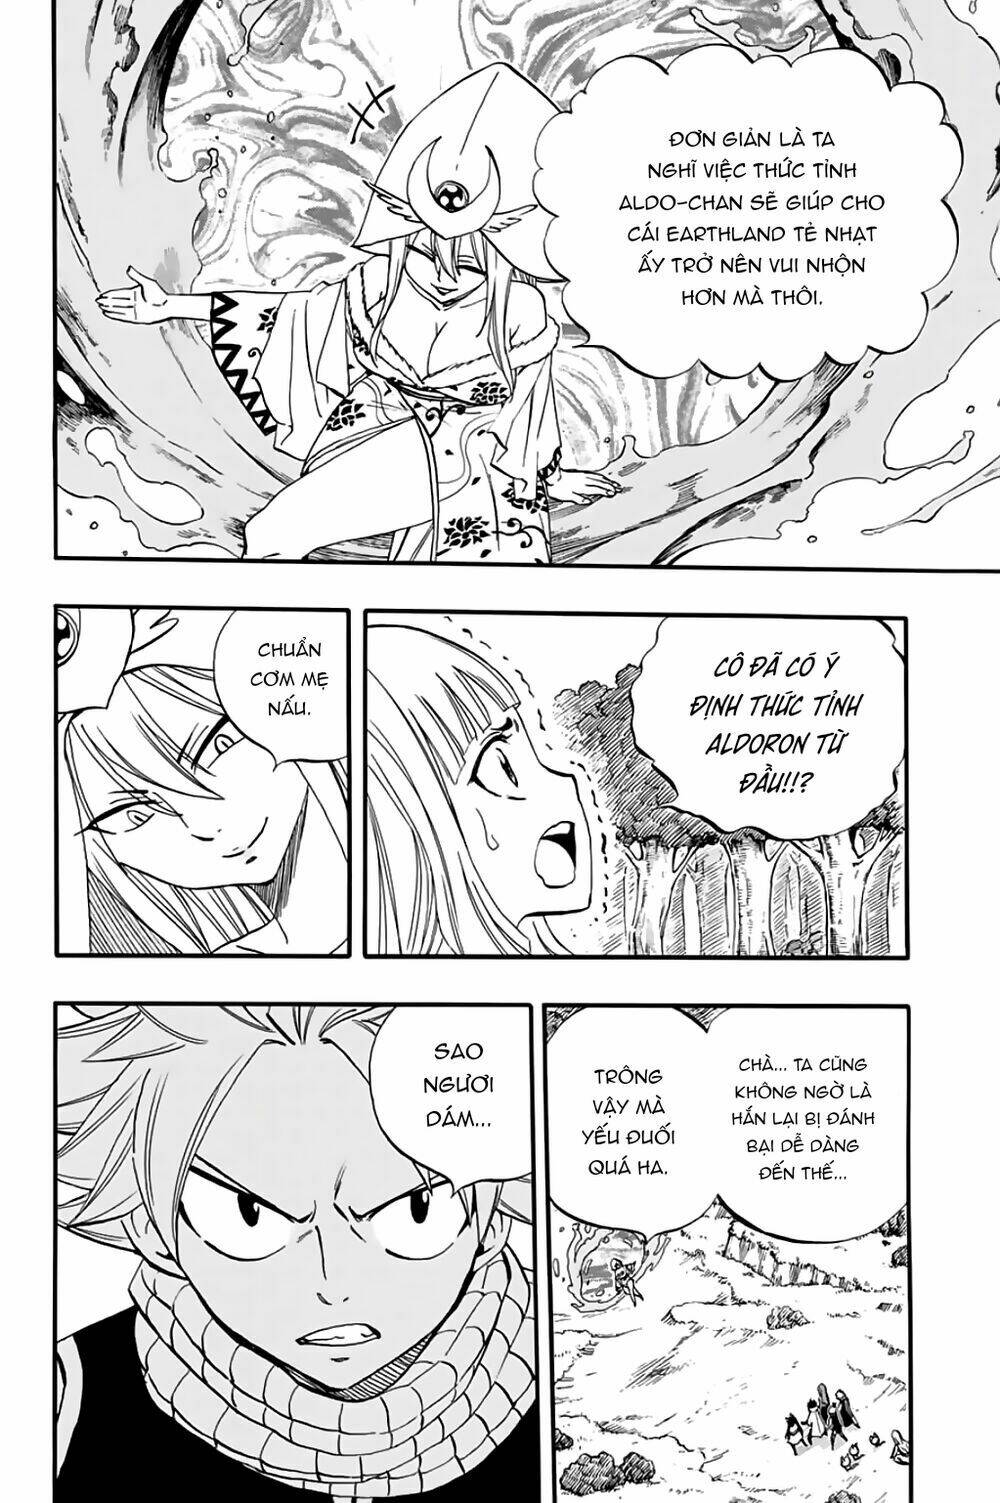 ĐƠN GIẢN LÀ TA
NGHĨ VIỆC THỨC TỈNH
ALDO-CHAN SẼ GIÚP CHO
CÁI EARTHLAND TẺ NHẠT
ẤY TRỞ NÊN VUI NHỘN
HƠN MÀ THÔI.
CÔ ĐÃ CÓ Ý
ĐỊNH THỨC TỈNH
ALDORON TỪ
ĐẦU!!?
CHUẨN
CƠM MẸ
NẤU.
CHÀ... TA CŨNG
KHÔNG NGỜ LÀ
HẮN LẠI BỊ ĐÁNH
BẠI DỄ DÀNG
ĐẾN THẾ...
TRÔNG
VẬY MÀ
YẾU ĐUỐI
QUÁ HA.
SAO
NGƯƠI
DÁM...